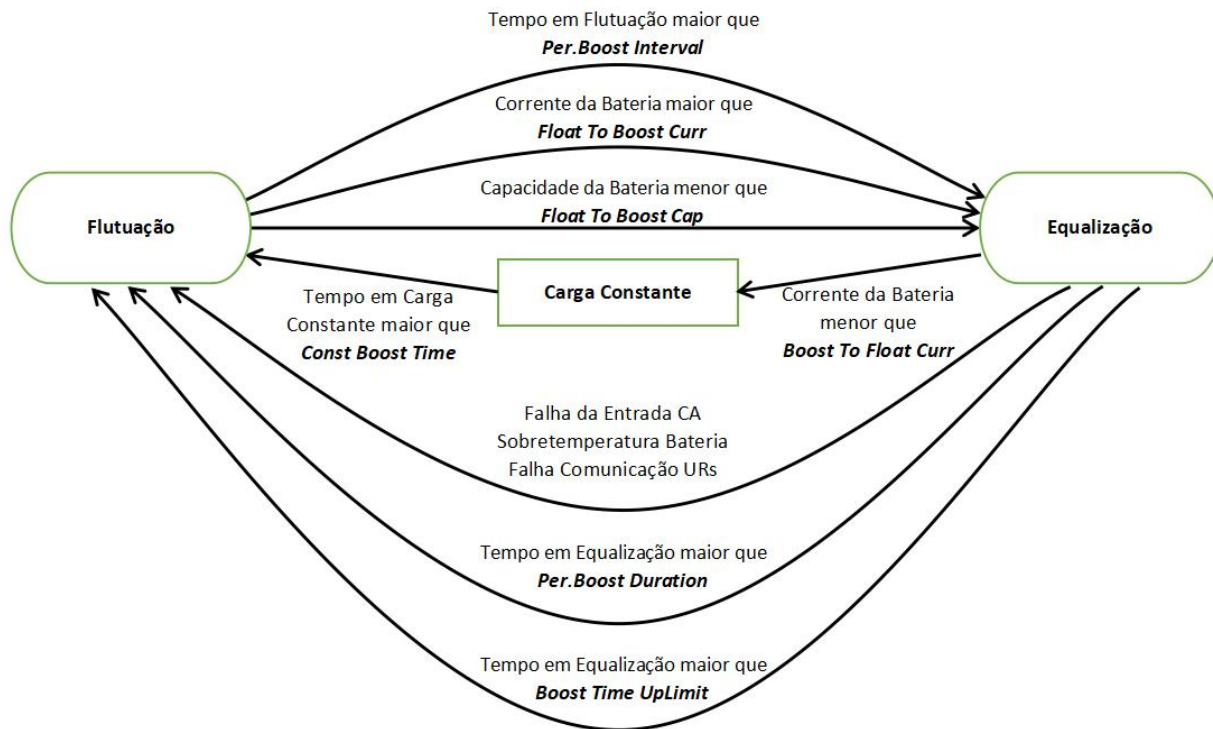 Tempo em Flutuação maior que
Per.Boost Interval
Corrente da Bateria maior que
Float To Boost Curr
Capacidade da Bateria menor que
Float To Boost Cap
Flutuação
Equalização
Carga Constante
Tempo em Carga
Constante maior que
Const Boost Time
Corrente da Bateria
menor que
Boost To Float Curr
Falha da Entrada CA
Sobretemperatura Bateria
Falha Comunicação URs
Tempo em Equalização maior que
Per.Boost Duration
Tempo em Equalização maior que
Boost Time UpLimit